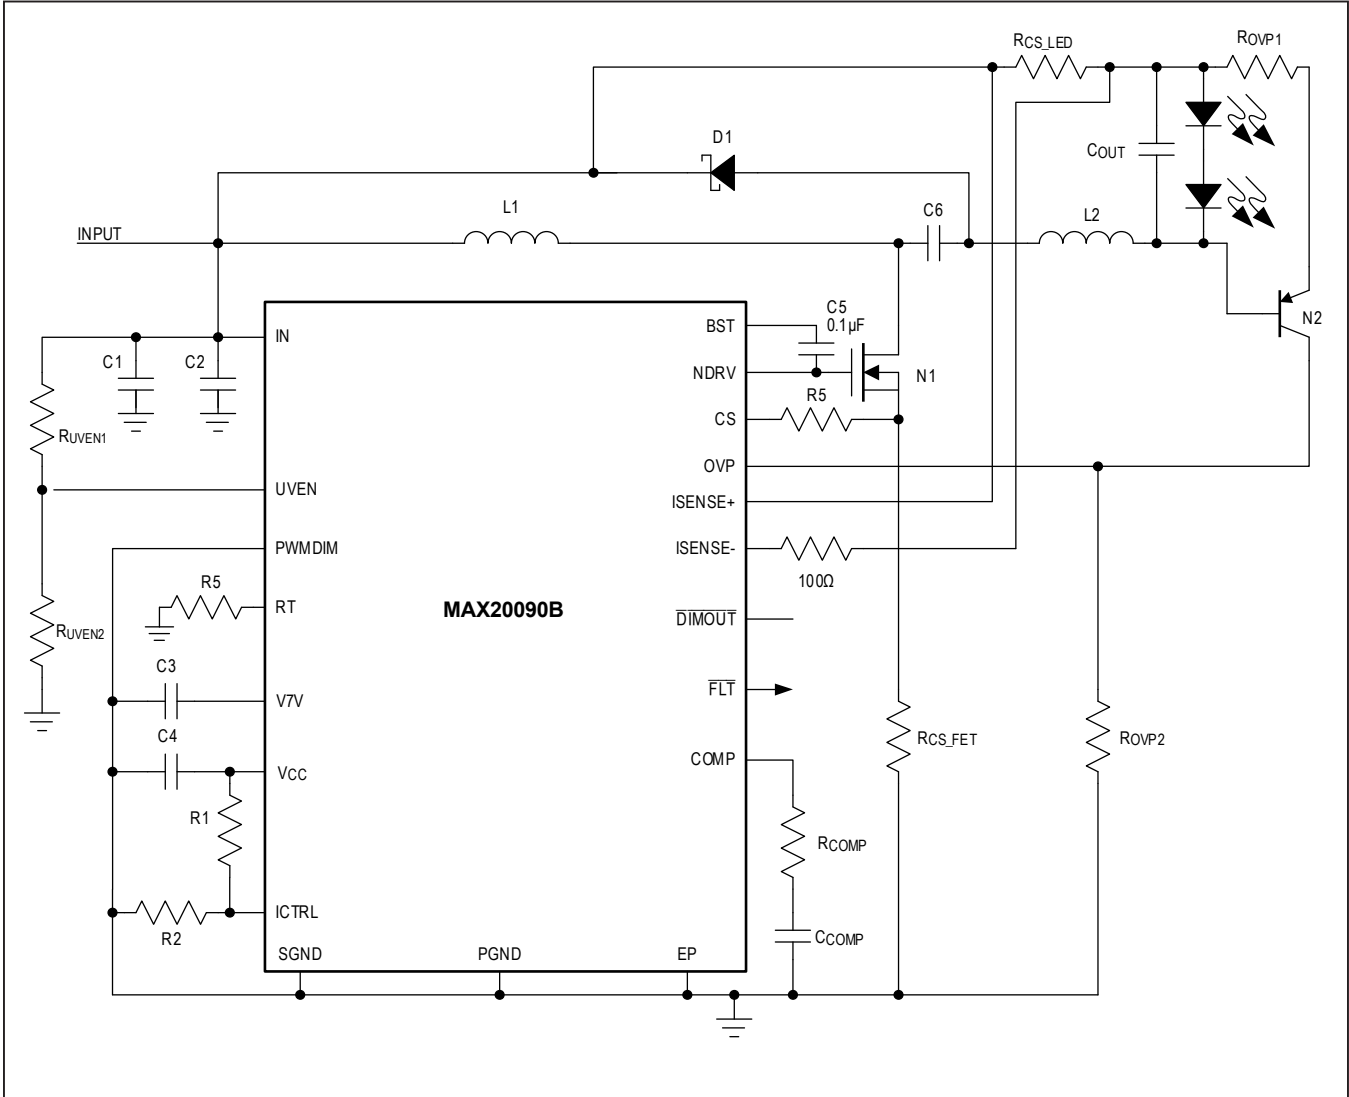 RCS_LED
ROVP1
D1
COUT
L1
C6
L2
INPUT
C5
0.1µF
N2
BST
IN
C1
C2
NDRV
N1
R5
CS
RUVEN1
OVP
UVEN
ISENSE+
PWMDIM
ISENSE-
100Ω
R5
RT
MAX20090B
DIMOUT
RUVEN2
C3
V7V
FLT
C4
RCS_FET
ROVP2
VCC
COMP
R1
RCOMP
ICTRL
R2
CCOMP
SGND
PGND
EP